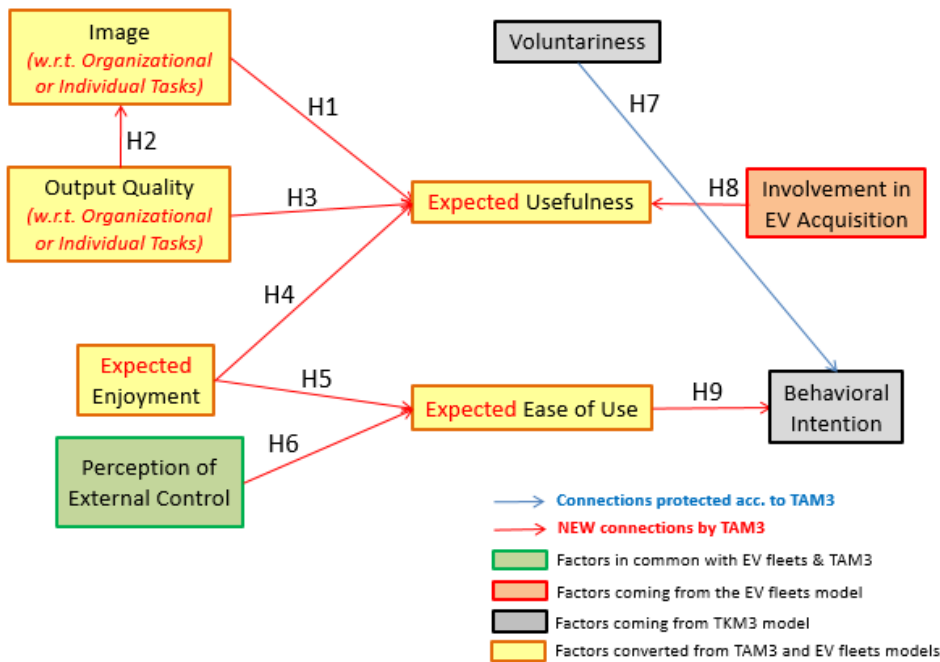 Image
(w.r.t. Organizational
or Individual Tasks)
Voluntariness
H1
H7
H2
Output Quality
(w.r.t. Organizational
or Individual Tasks)
H3
Expected Usefulness
H8
Involvement in
EV Acquisition
H4
Expected
Enjoyment
H5
Expected Ease of Use
H9
Behavioral
Intention
H6
Perception of
External Control
Connections protected acc. to TAM3
NEW connections by TAM3
Factors in common with EV fleets & TAM3
Factors coming from the EV fleets model
Factors coming from TKM3 model
Factors converted from TAM3 and EV fleets models